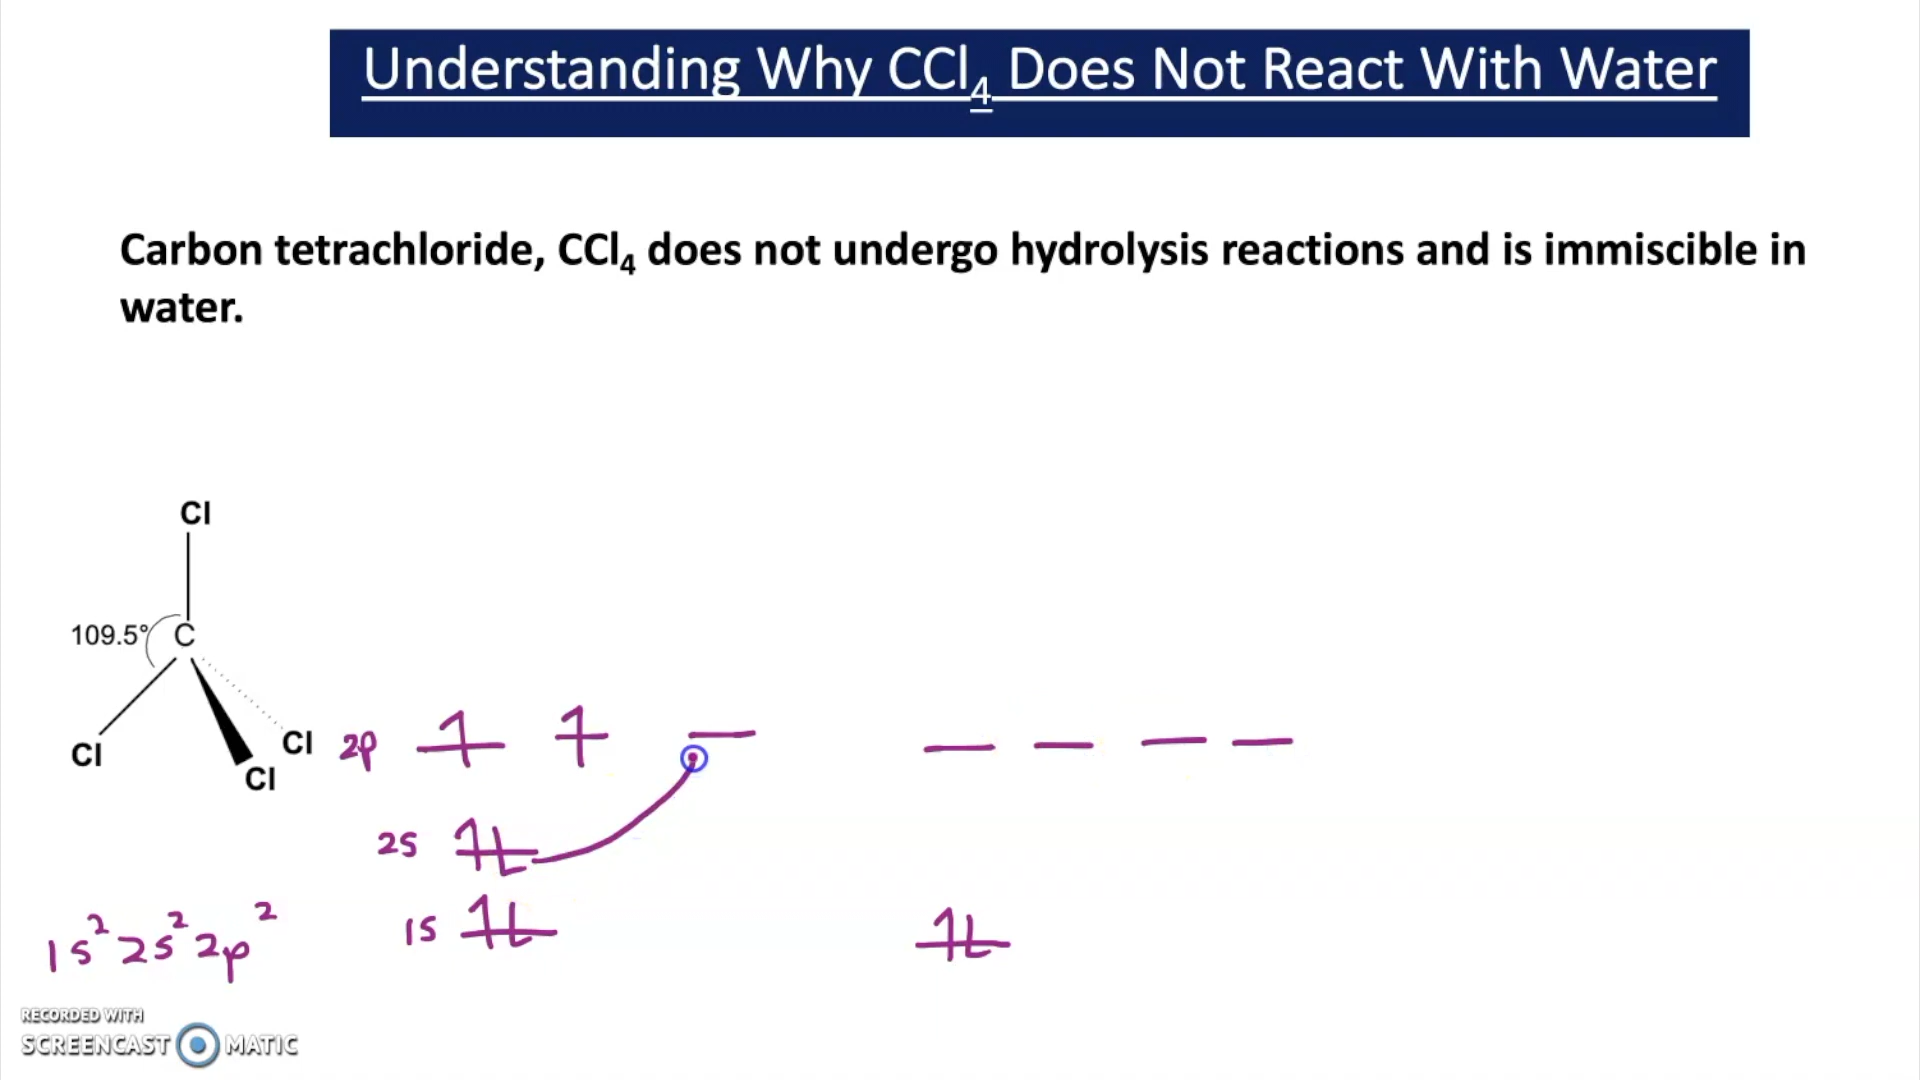 Understanding Why CCl₄ Does Not React With Water
Carbon tetrachloride, CCl₄ does not undergo hydrolysis reactions and is immiscible in
water.
Cl
109.5° C
Cl
Cl
Cl
2p
2s
1s
1s² 2s² 2p²
RECORDED WITH
SCREENCAST MATIC